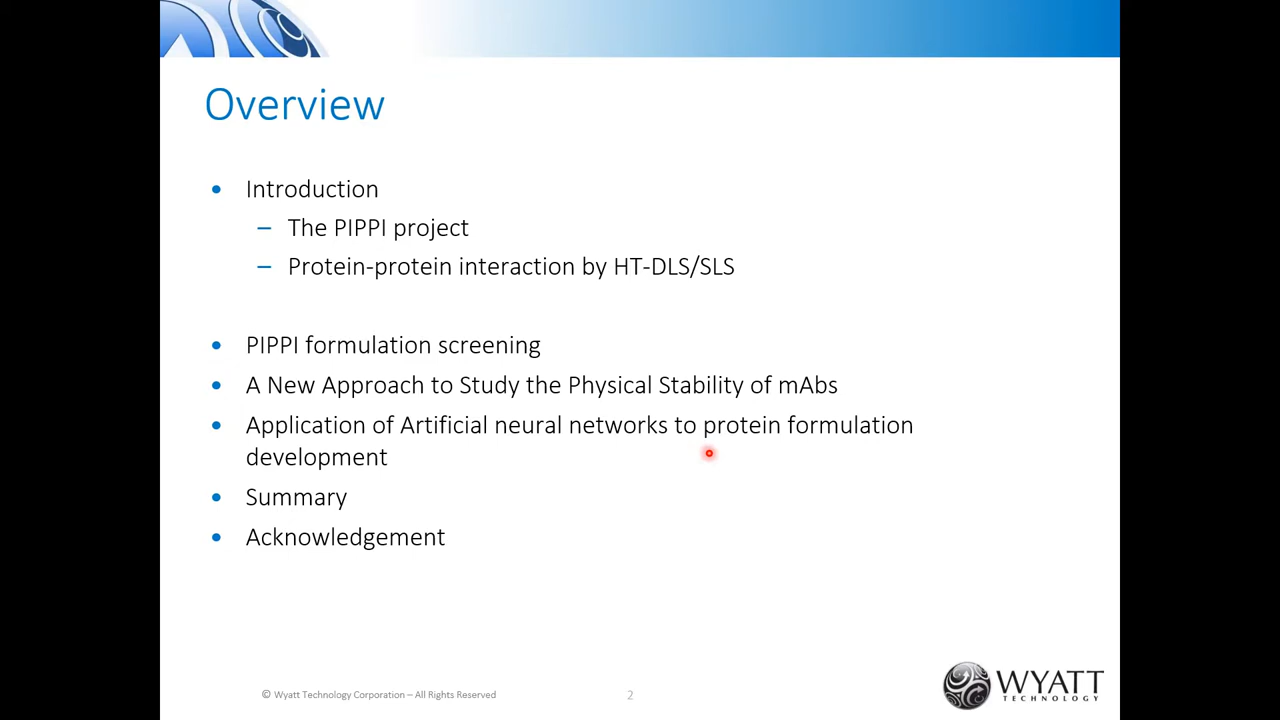 Overview
• Introduction
– The PIPPI project
– Protein-protein interaction by HT-DLS/SLS
• PIPPI formulation screening
• A New Approach to Study the Physical Stability of mAbs
• Application of Artificial neural networks to protein formulation
development
• Summary
• Acknowledgement
© Wyatt Technology Corporation – All Rights Reserved
2
WYATT
TECHNOLOGY